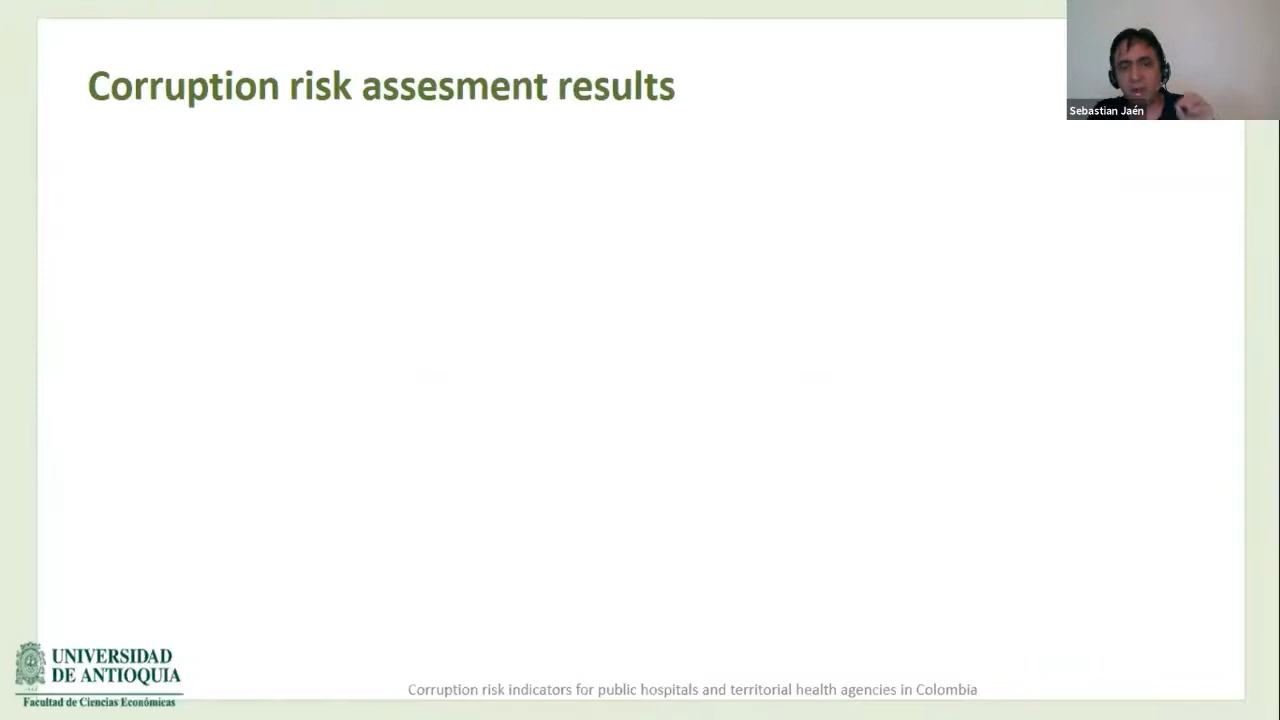 Corruption risk assesment results
Sebastian Jaén
UNIVERSIDAD
DE ANTIOQUIA
Facultad de Ciencias Económicas
Corruption risk indicators for public hospitals and territorial health agencies in Colombia